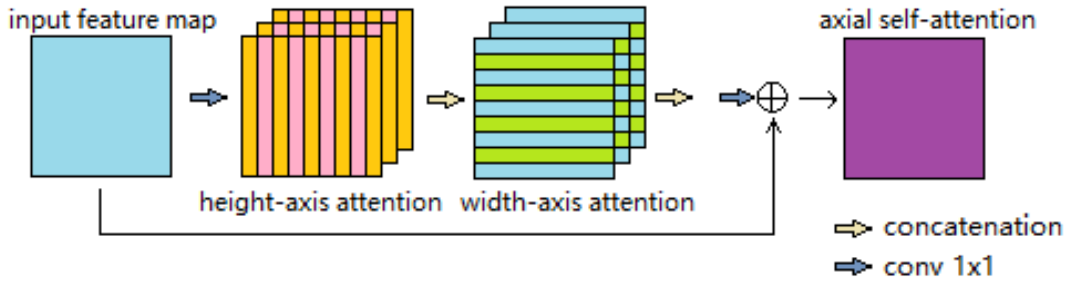 input feature map
axial self-attention
height-axis attention
width-axis attention
concatenation
conv 1x1